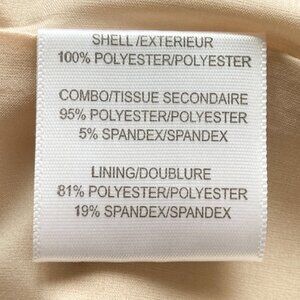 SHELL/EXTERIEUR
100% POLYESTER/POLYESTER
COMBO/TISSUE SECONDAIRE
95% POLYESTER/POLYESTER
5% SPANDEX/SPANDEX
LINING/DOUBLURE
81% POLYESTER/POLYESTER
19% SPANDEX/SPANDEX